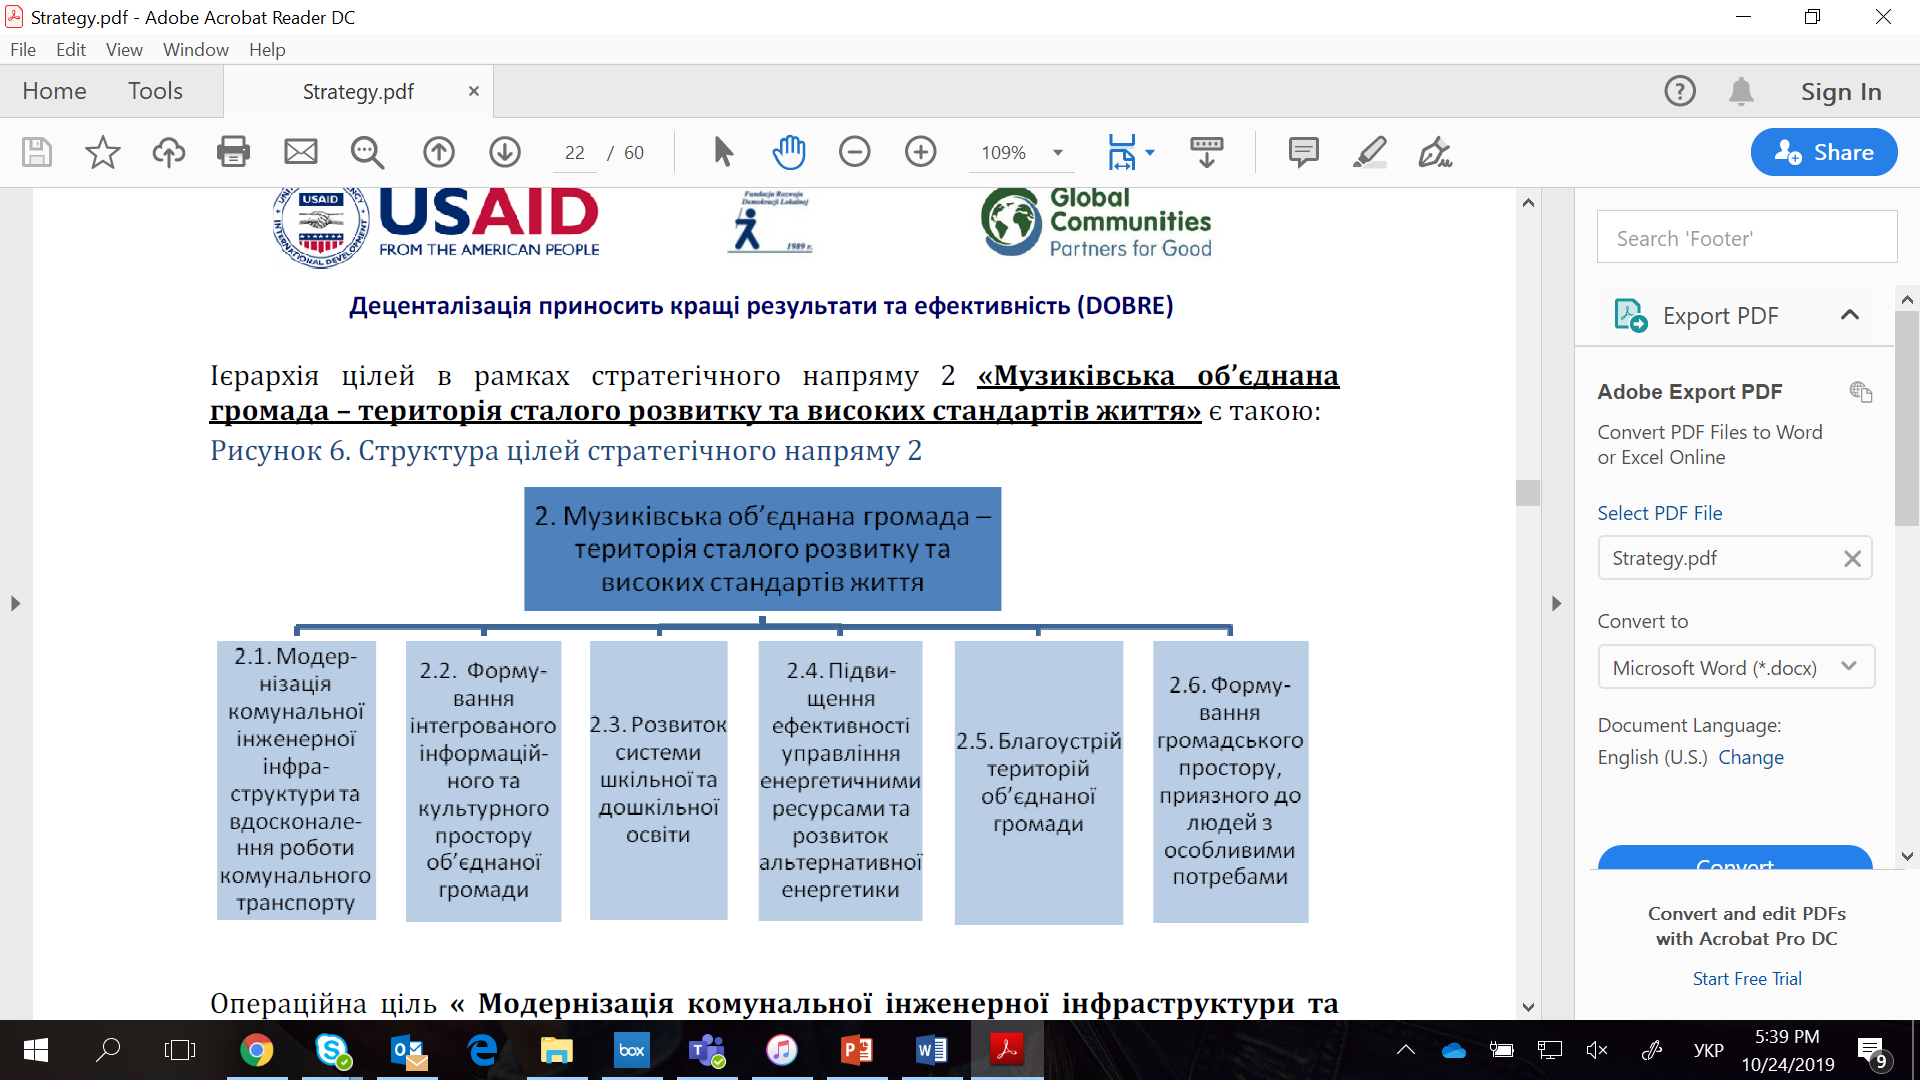 Strategy.pdf - Adobe Acrobat Reader DC
File Edit View Window Help
Home Tools Strategy.pdf Sign In
22 / 60 109% Share
USAID
USAID
FROM THE AMERICAN PEOPLE
Fundacja Rozwoju
Demokracji Lokalnej
1989 r.
Global
Communities
Partners for Good
Деценталізація приносить кращі результати та ефективність (DOBRE)
Ієрархія цілей в рамках стратегічного напряму 2 «Музиківська об’єднана
громада – територія сталого розвитку та високих стандартів життя» є такою:
Рисунок 6. Структура цілей стратегічного напряму 2
2. Музиківська об’єднана громада –
територія сталого розвитку та
високих стандартів життя
2.1. Модер-
нізація
комунальної
інженерної
інфра-
структури та
вдосконале-
ння роботи
комунального
транспорту
2.2. Форму-
вання
інтегрованого
інформацій-
ного та
культурного
простору
об’єднаної
громади
2.3. Розвиток
системи
шкільної та
дошкільної
освіти
2.4. Підви-
щення
ефективності
управління
енергетичними
ресурсами та
розвиток
альтернативної
енергетики
2.5. Благоустрій
територій
об’єднаної
громади
2.6. Форму-
вання
громадського
простору,
приязного до
людей з
особливими
потребами
Операційна ціль « Модернізація комунальної інженерної інфраструктури та
Search 'Footer'
Export PDF
Adobe Export PDF
Convert PDF Files to Word
or Excel Online
Select PDF File
Strategy.pdf
Convert to
Microsoft Word (*.docx)
Document Language:
English (U.S.) Change
Convert
Convert and edit PDFs
with Acrobat Pro DC
Start Free Trial
box
УКР
5:39 PM
10/24/2019
9